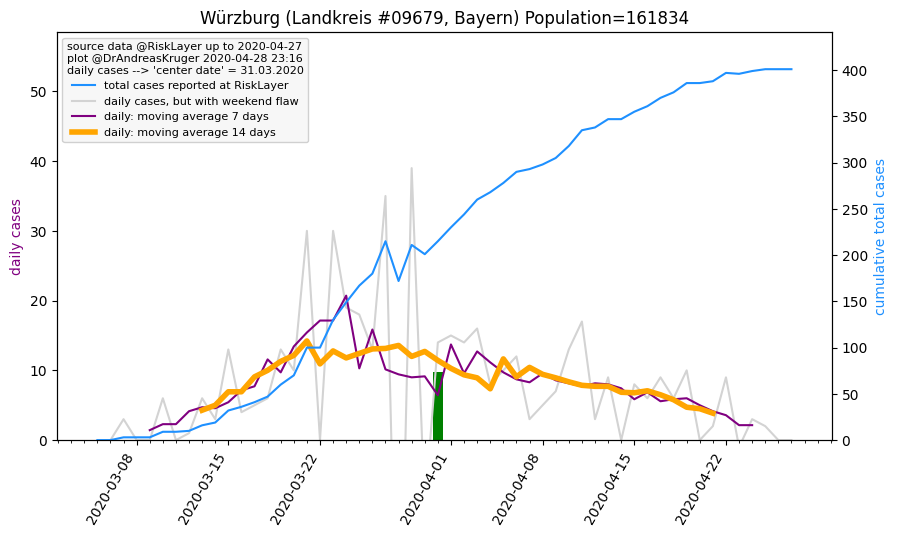 Würzburg (Landkreis #09679, Bayern) Population=161834
source data @RiskLayer up to 2020-04-27
plot @DrAndreasKruger 2020-04-28 23:16
daily cases --> 'center date' = 31.03.2020
total cases reported at RiskLayer
daily cases, but with weekend flaw
daily: moving average 7 days
daily: moving average 14 days
daily cases
50
40
30
20
10
0
cumulative total cases
400
350
300
250
200
150
100
50
0
2020-03-08
2020-03-15
2020-03-22
2020-04-01
2020-04-08
2020-04-15
2020-04-22